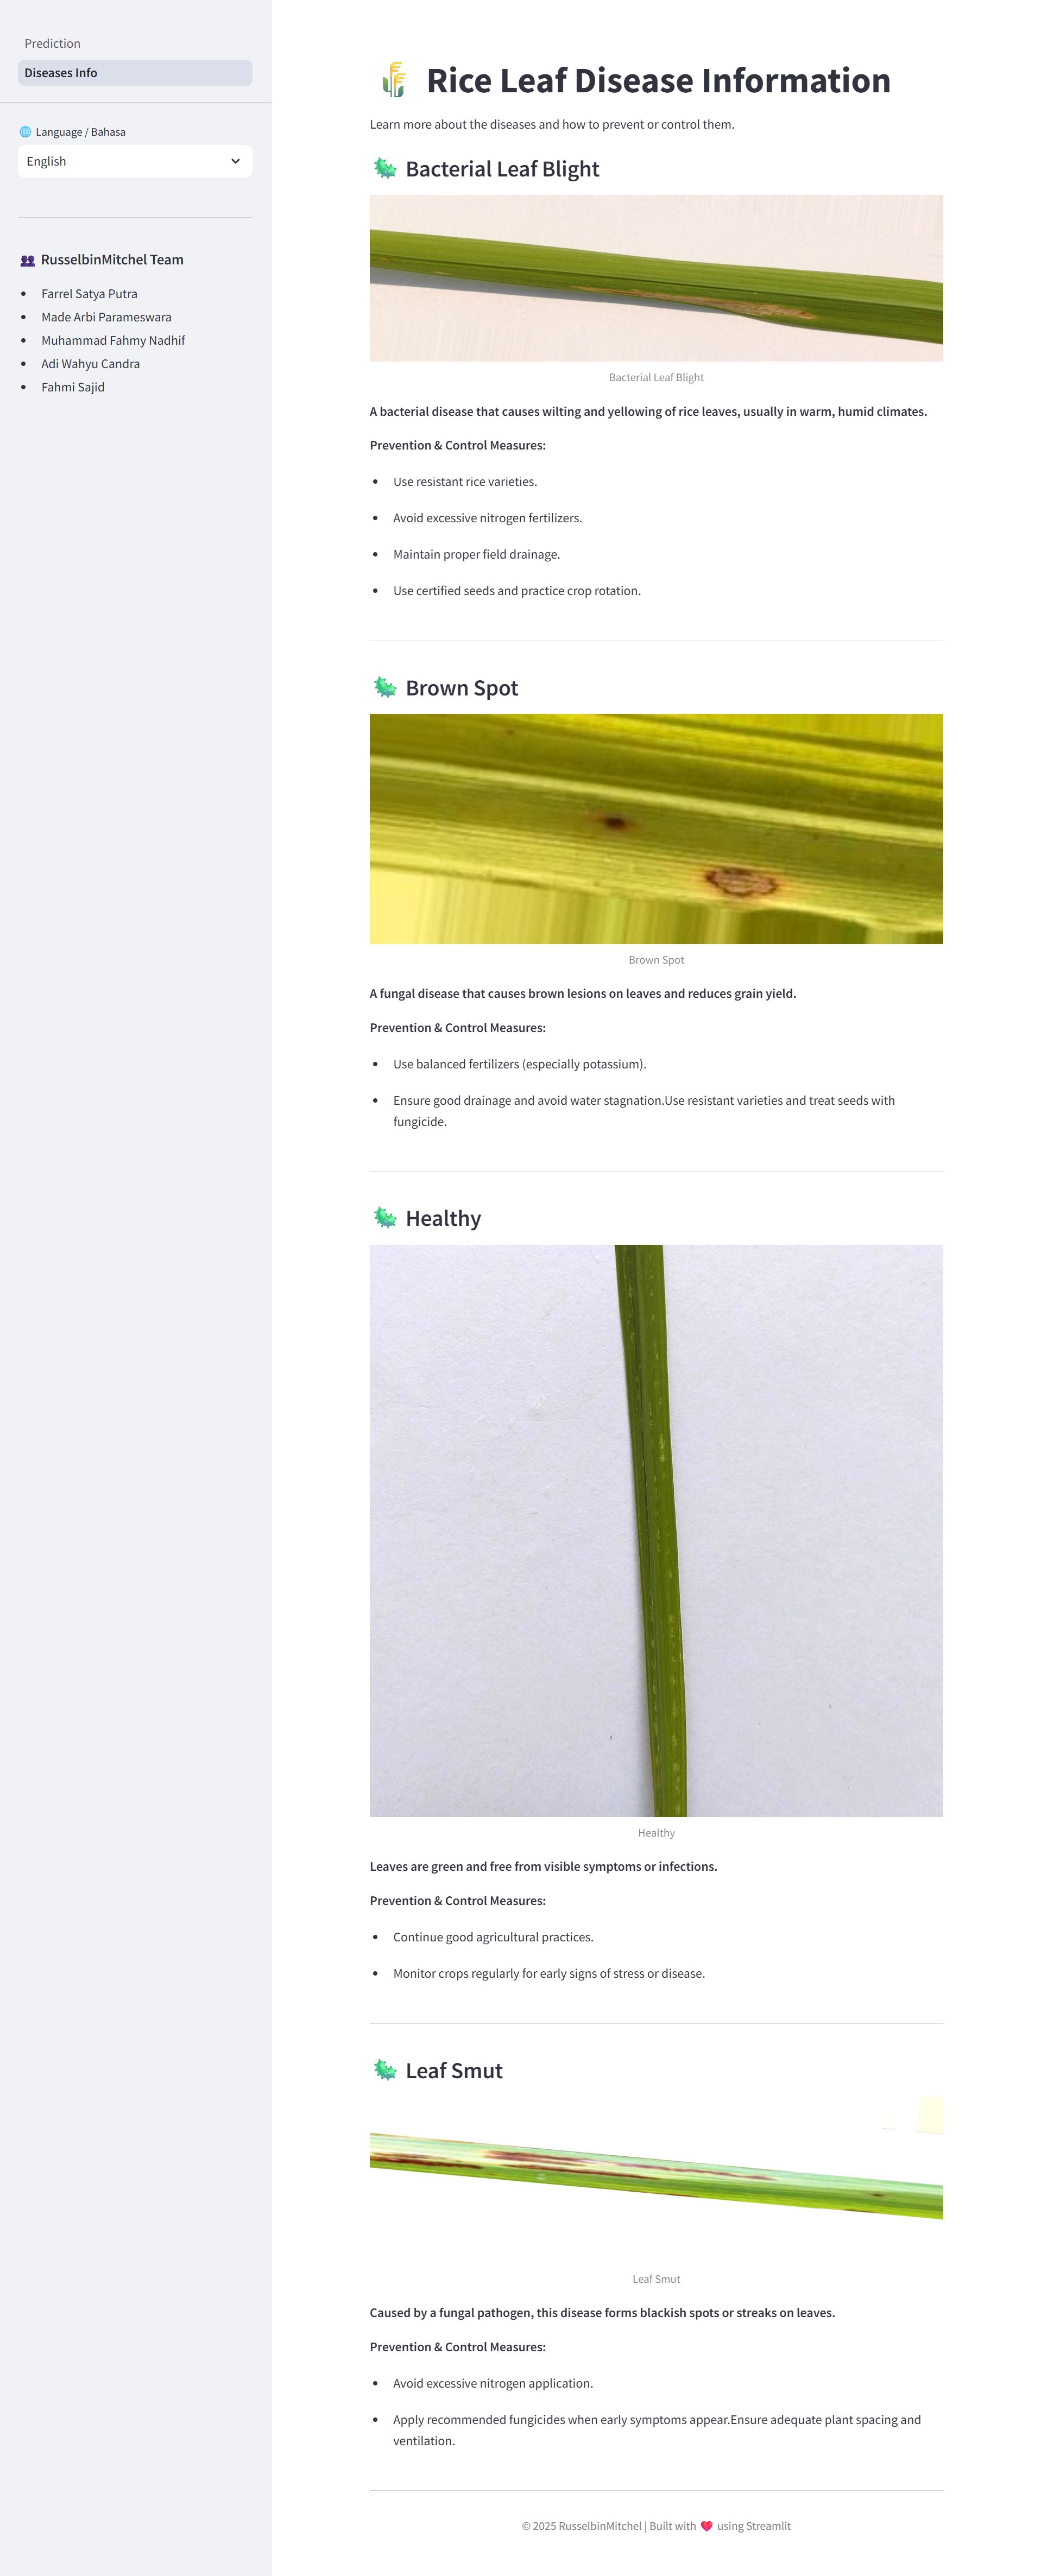 Prediction
Diseases Info
Language / Bahasa
English
RusselbinMitchel Team
Farrel Satya Putra
Made Arbi Parameswara
Muhammad Fahmy Nadhif
Adi Wahyu Candra
Fahmi Sajid
Rice Leaf Disease Information
Learn more about the diseases and how to prevent or control them.
Bacterial Leaf Blight
Bacterial Leaf Blight
A bacterial disease that causes wilting and yellowing of rice leaves, usually in warm, humid climates.
Prevention & Control Measures:
Use resistant rice varieties.
Avoid excessive nitrogen fertilizers.
Maintain proper field drainage.
Use certified seeds and practice crop rotation.
Brown Spot
Brown Spot
A fungal disease that causes brown lesions on leaves and reduces grain yield.
Prevention & Control Measures:
Use balanced fertilizers (especially potassium).
Ensure good drainage and avoid water stagnation.Use resistant varieties and treat seeds with
fungicide.
Healthy
Healthy
Leaves are green and free from visible symptoms or infections.
Prevention & Control Measures:
Continue good agricultural practices.
Monitor crops regularly for early signs of stress or disease.
Leaf Smut
Leaf Smut
Caused by a fungal pathogen, this disease forms blackish spots or streaks on leaves.
Prevention & Control Measures:
Avoid excessive nitrogen application.
Apply recommended fungicides when early symptoms appear.Ensure adequate plant spacing and
ventilation.
© 2025 RusselbinMitchel | Built with ❤️ using Streamlit